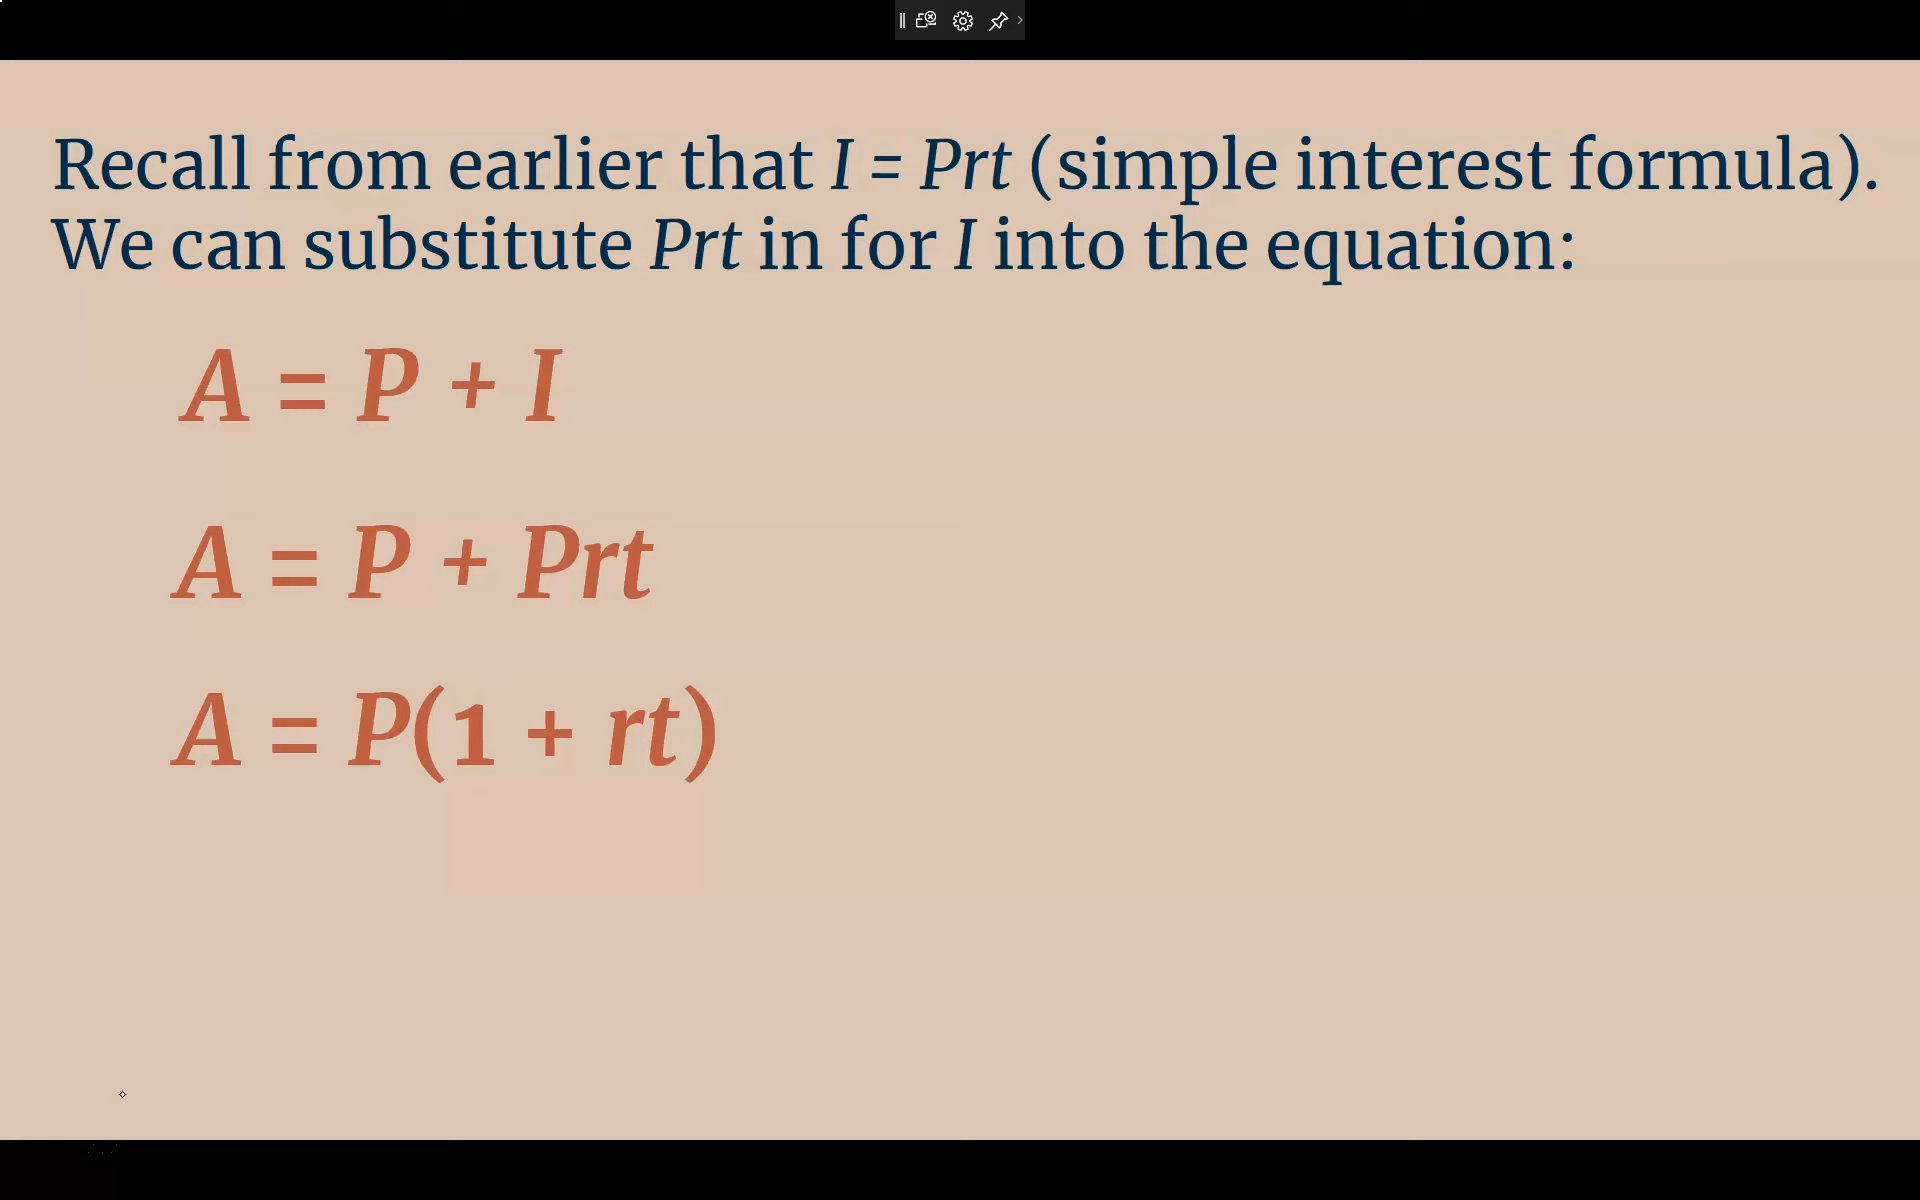 Recall from earlier that I = Prt (simple interest formula).
We can substitute Prt in for I into the equation:
A = P + I
A = P + Prt
A = P(1 + rt)